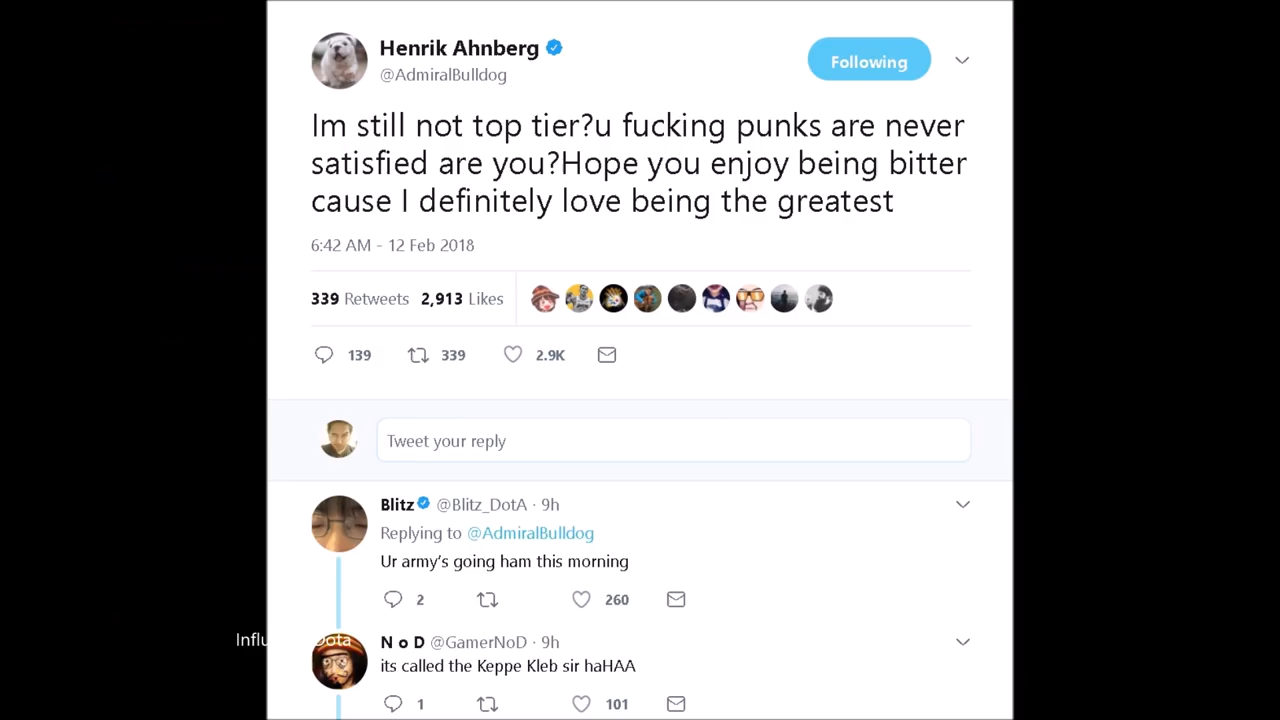 Henrik Ahnberg
@AdmiralBulldog
Following
Im still not top tier?u fucking punks are never
satisfied are you?Hope you enjoy being bitter
cause I definitely love being the greatest
6:42 AM - 12 Feb 2018
339 Retweets 2,913 Likes
139 339 2.9K
Tweet your reply
Blitz @Blitz_DotA · 9h
Replying to @AdmiralBulldog
Ur army’s going ham this morning
2 260
N o D @GamerNoD · 9h
its called the Keppe Kleb sir haHAA
1 101